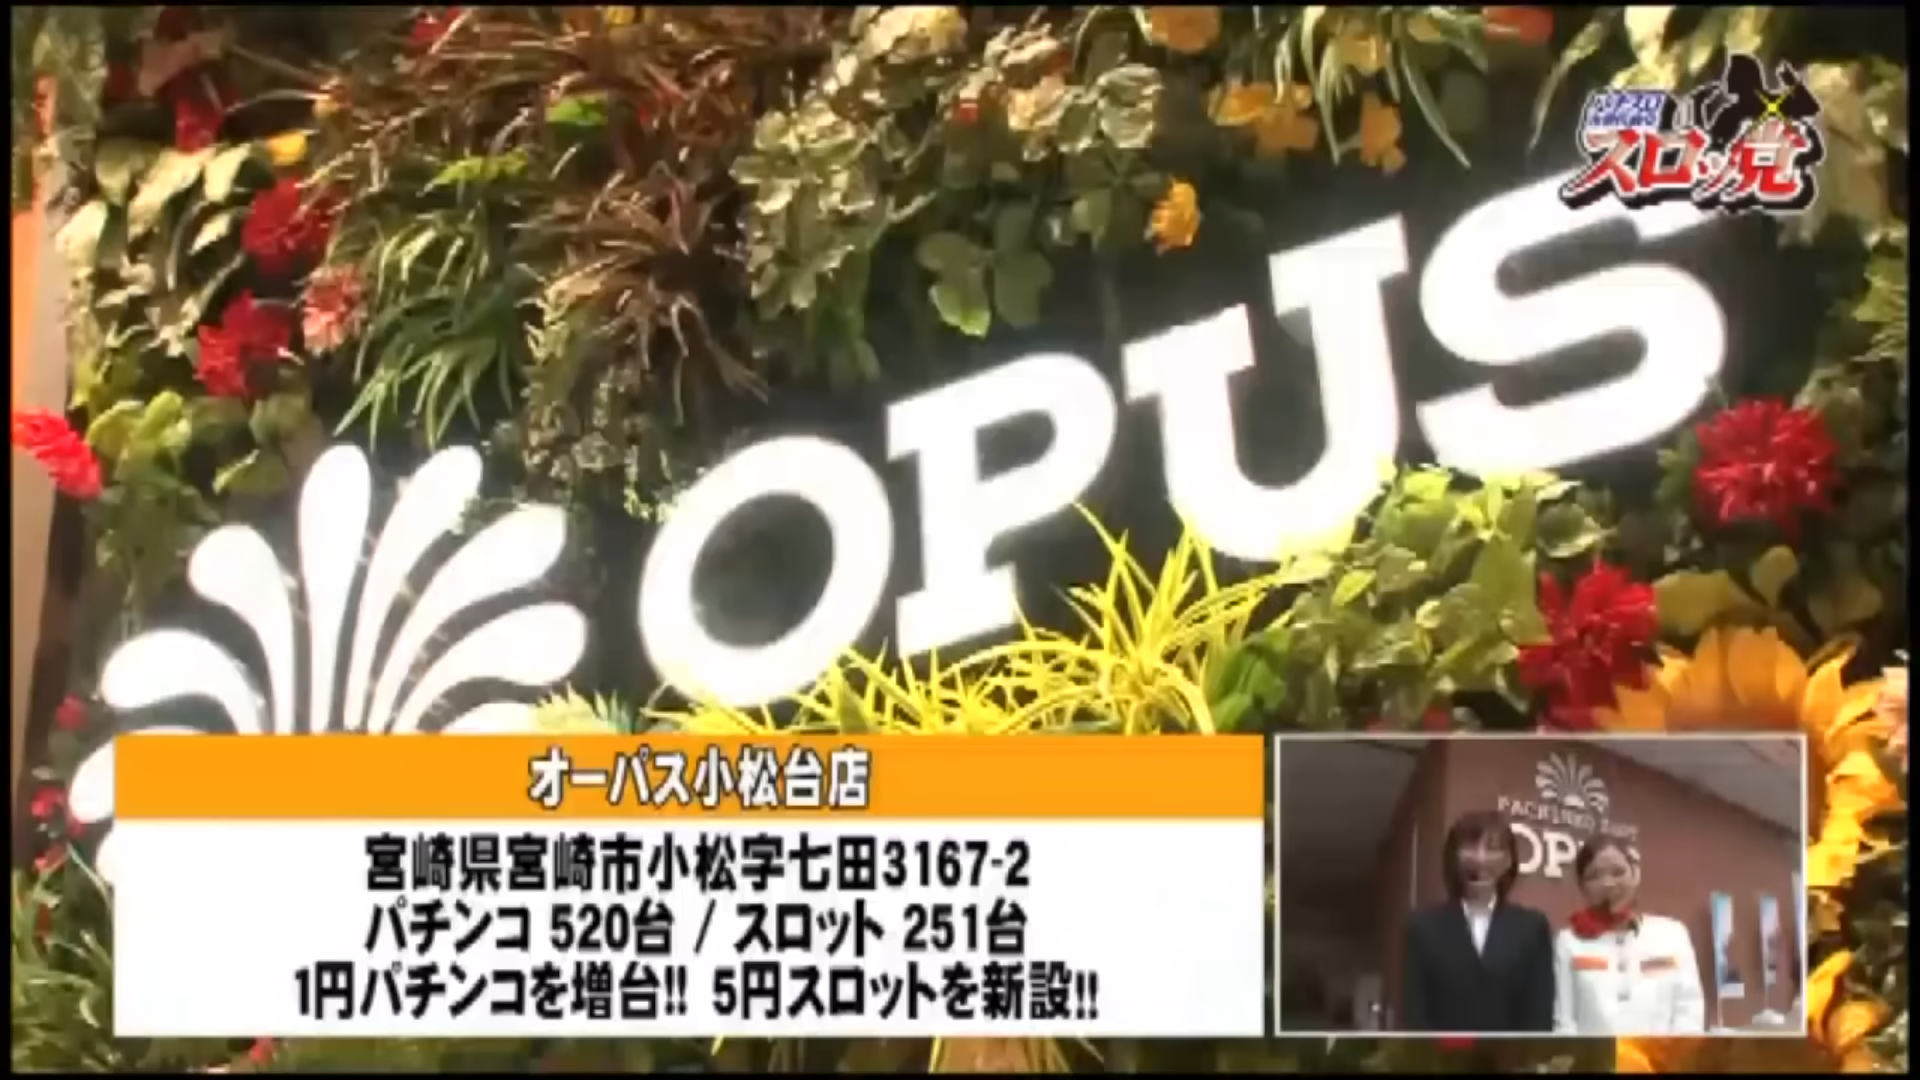 スロッ党
OPUS
オーパス小松台店
宮崎県宮崎市小松字七田3167-2
パチンコ 520台 / スロット 251台
1円パチンコを増台!! 5円スロットを新設!!